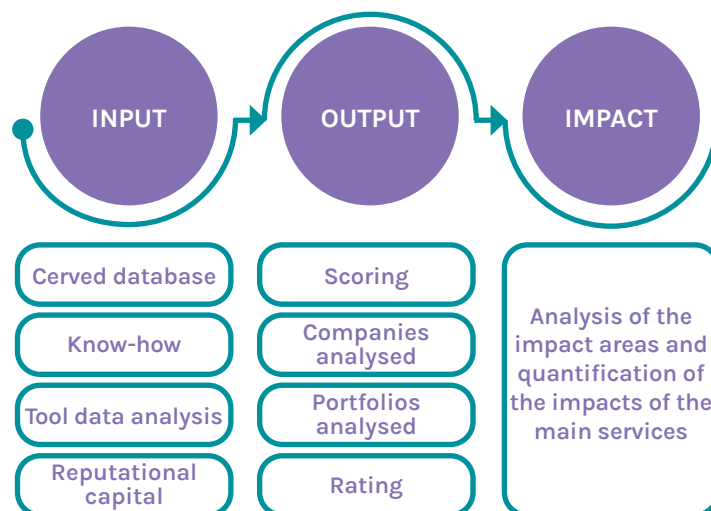 INPUT
OUTPUT
IMPACT
Cerved database
Know-how
Tool data analysis
Reputational
capital
Scoring
Companies
analysed
Portfolios
analysed
Rating
Analysis of the
impact areas and
quantification of
the impacts of the
main services